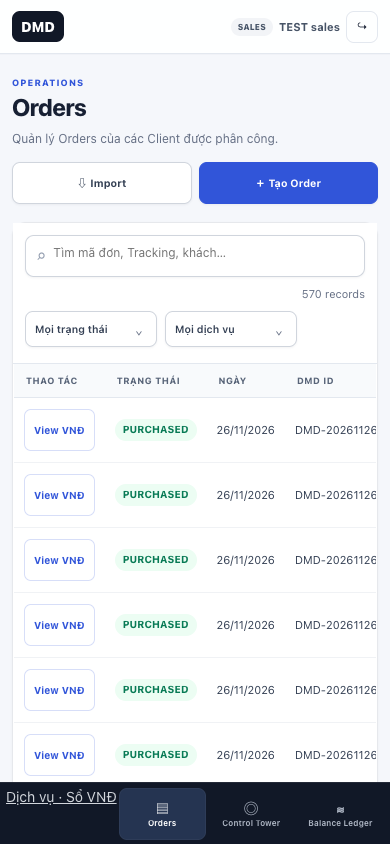 DMD
SALES TEST sales
OPERATIONS
Orders
Quản lý Orders của các Client được phân công.
Import
+ Tạo Order
Tìm mã đơn, Tracking, khách...
570 records
Mọi trạng thái
Mọi dịch vụ
THAO TÁC TRẠNG THÁI NGÀY DMD ID
View VNĐ PURCHASED 26/11/2026 DMD-20261126
View VNĐ PURCHASED 26/11/2026 DMD-20261126
View VNĐ PURCHASED 26/11/2026 DMD-20261126
View VNĐ PURCHASED 26/11/2026 DMD-20261126
View VNĐ PURCHASED 26/11/2026 DMD-20261126
View VNĐ PURCHASED 26/11/2026 DMD-20261126
Dịch vụ · Sổ VNĐ
Orders
Control Tower
Balance Ledger